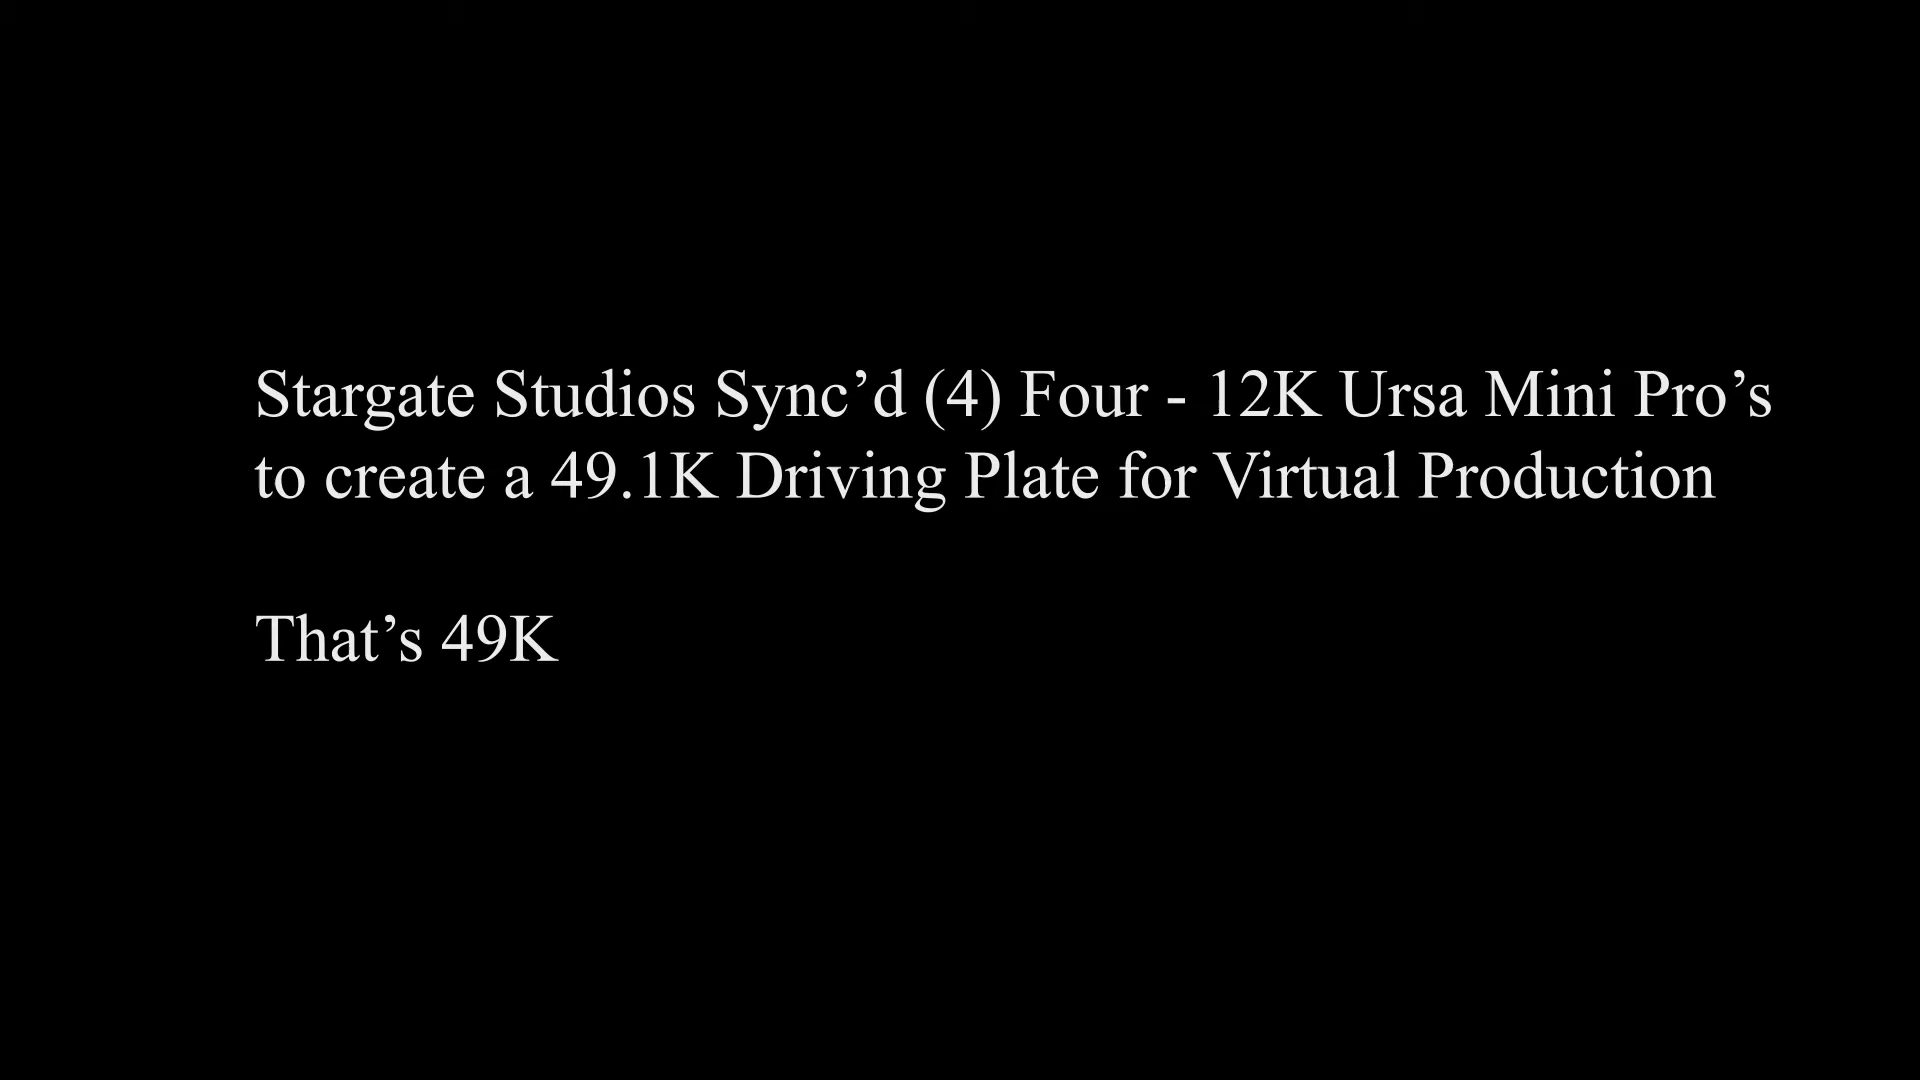 Stargate Studios Sync’d (4) Four - 12K Ursa Mini Pro’s
to create a 49.1K Driving Plate for Virtual Production
That’s 49K